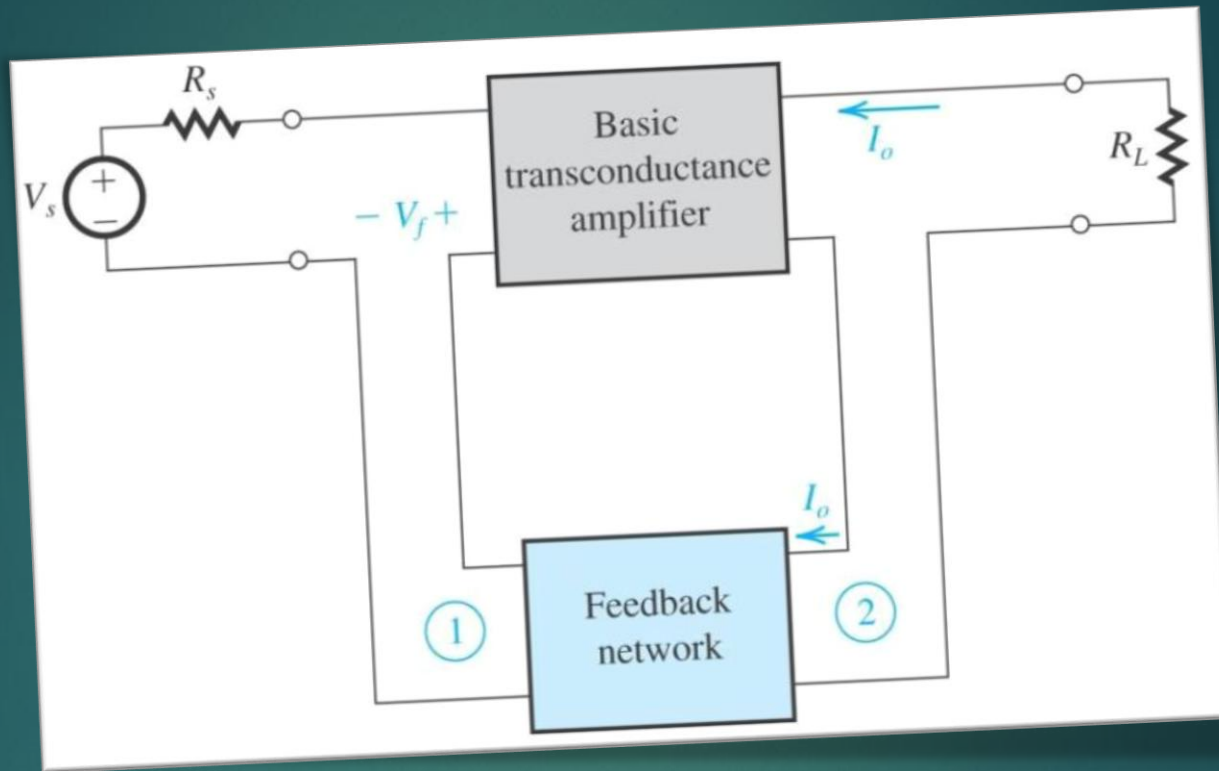 R_s
Basic
transconductance
amplifier
I_o
R_L
V_s
+
−
− V_f +
I_o
Feedback
network
1
2